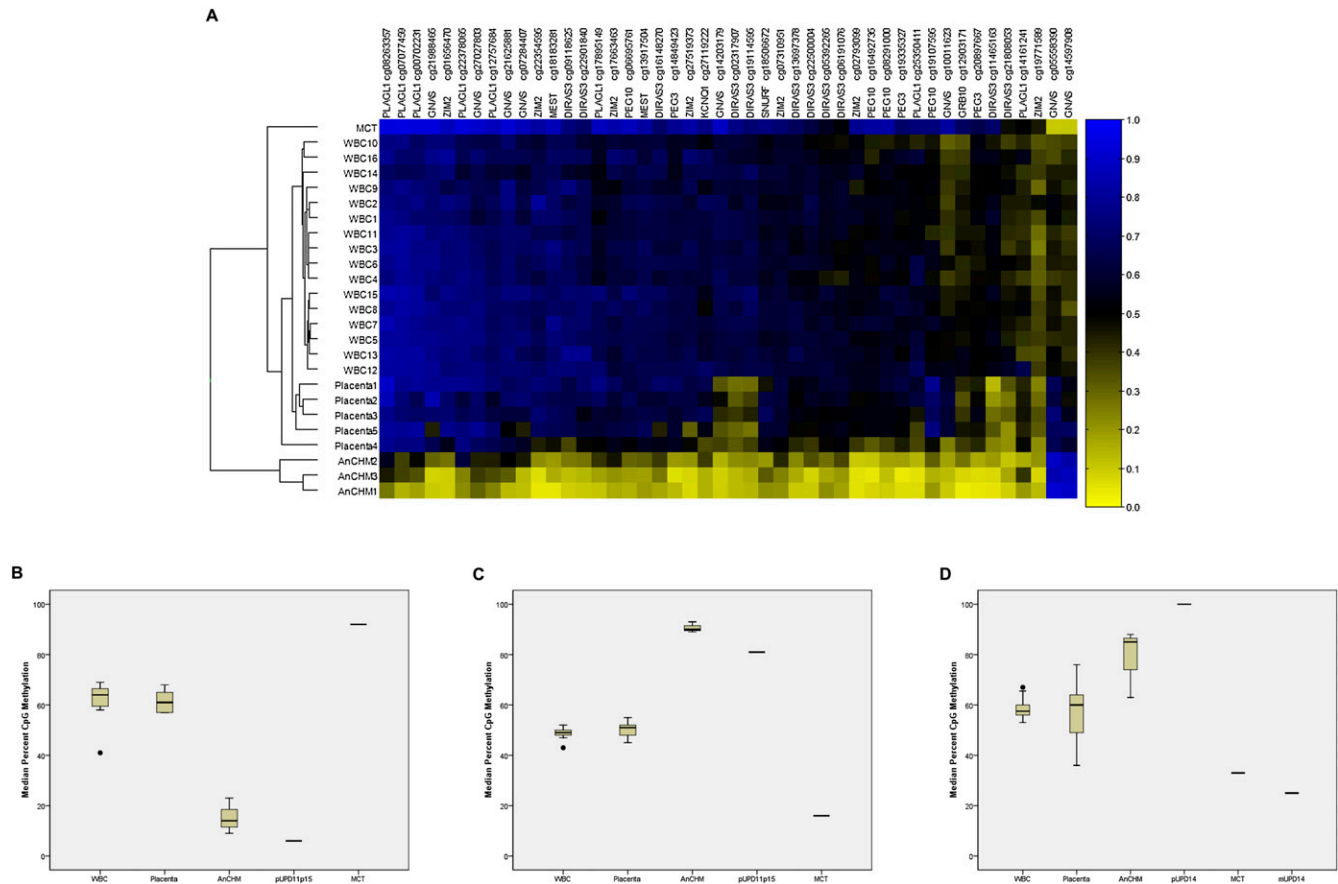 A
PLAGL1 cg08263357
PLAGL1 cg07077459
PLAGL1 cg00702231
GNAS cg21988465
ZIM2 cg01656470
PLAGL1 cg22378065
GNAS cg27027803
PLAGL1 cg12757684
GNAS cg21625881
GNAS cg07284407
ZIM2 cg22354595
MEST cg18183281
DIRAS3 cg09118625
DIRAS3 cg22901840
PLAGL1 cg17895149
ZIM2 cg17663463
PEG10 cg06695761
MEST cg13917504
DIRAS3 cg16148270
PEG3 cg14849423
ZIM2 cg27519373
KCNQ1 cg27119222
GNAS cg14203179
DIRAS3 cg02317907
DIRAS3 cg19114595
SNURF cg18506672
ZIM2 cg07310951
DIRAS3 cg13697378
DIRAS3 cg22500004
DIRAS3 cg05392265
DIRAS3 cg06191076
ZIM2 cg02793099
PEG10 cg16492735
PEG10 cg08291000
PEG3 cg19335327
PLAGL1 cg25350411
PEG10 cg19107595
GNAS cg10011623
GRB10 cg12903171
PEG3 cg20897667
DIRAS3 cg11465163
DIRAS3 cg21808053
PLAGL1 cg14161241
ZIM2 cg19771589
GNAS cg05558390
GNAS cg14597908
MCT
WBC10
WBC16
WBC14
WBC9
WBC2
WBC1
WBC11
WBC3
WBC6
WBC4
WBC15
WBC8
WBC7
WBC5
WBC13
WBC12
Placenta1
Placenta2
Placenta3
Placenta5
Placenta4
AnCHM2
AnCHM3
AnCHM1
1.0
0.9
0.8
0.7
0.6
0.5
0.4
0.3
0.2
0.1
0.0
B
Median Percent CpG Methylation
100
80
60
40
20
0
WBC Placenta AnCHM pUPD11p15 MCT
C
Median Percent CpG Methylation
100
80
60
40
20
0
WBC Placenta AnCHM pUPD11p15 MCT
D
Median Percent CpG Methylation
100
80
60
40
20
0
WBC Placenta AnCHM pUPD14 MCT mUPD14